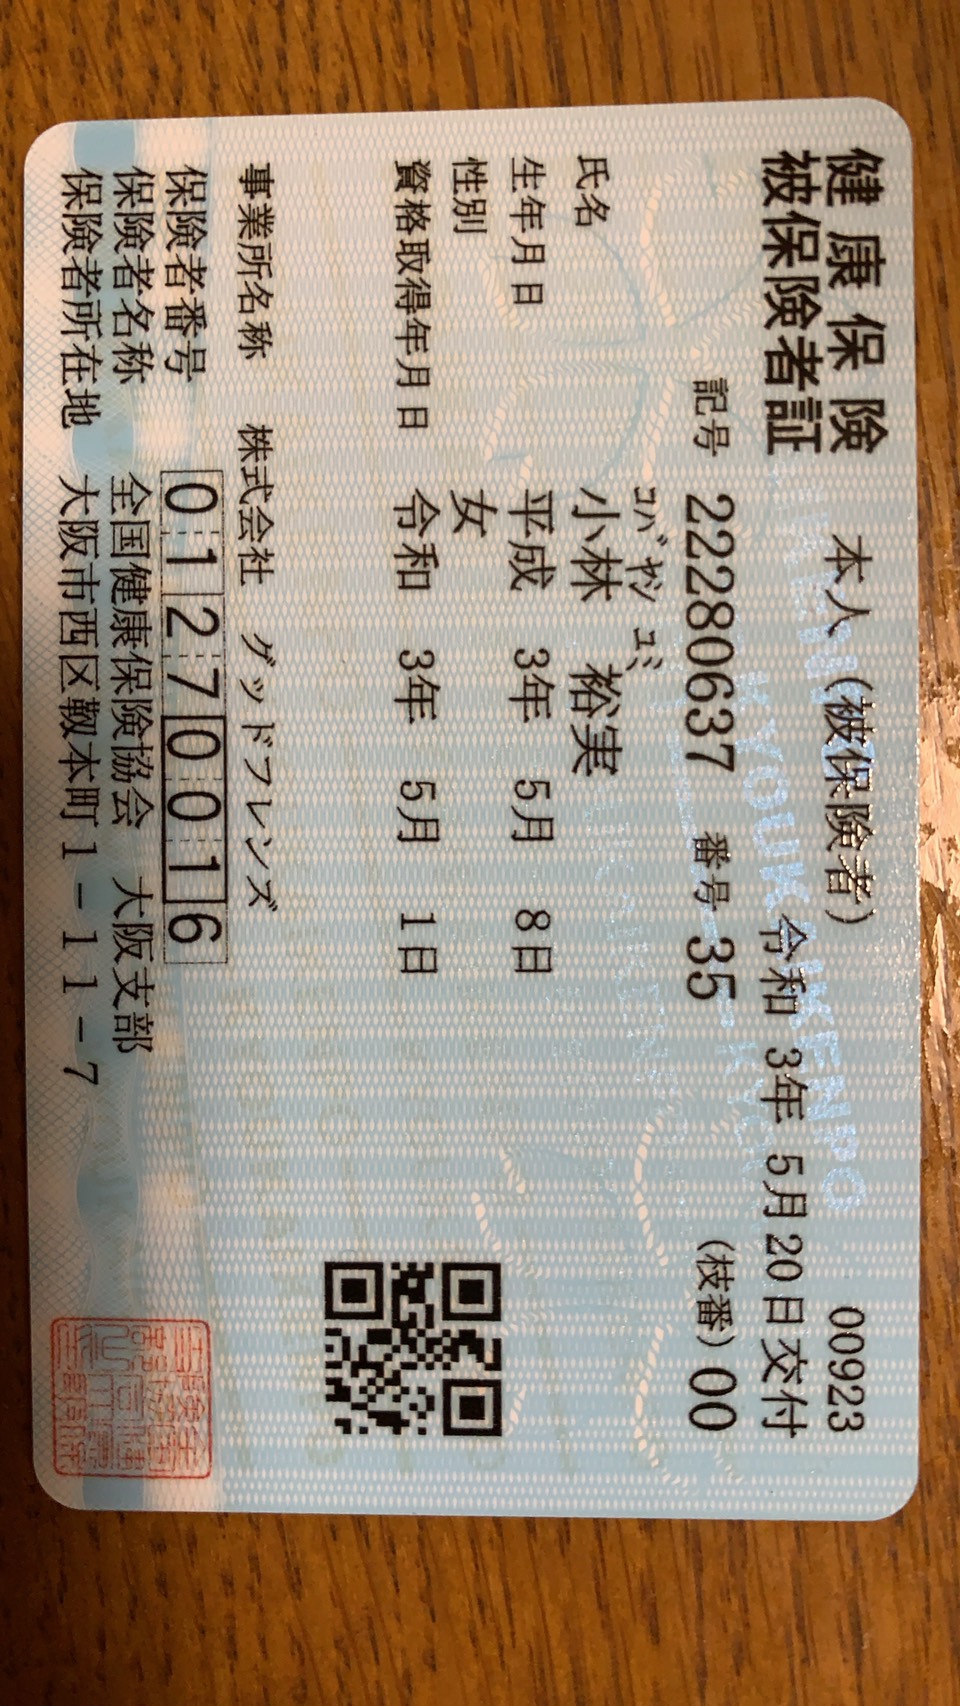 健康保険
被保険者証
本人（被保険者）
00923
令和 3年 5月20日交付
記号 22280637 番号 35 (枝番) 00
ｺﾊﾞﾔｼ ﾕﾐ
氏名 小林 裕実
生年月日 平成 3年 5月 8日
性別 女
資格取得年月日 令和 3年 5月 1日
事業所名称 株式会社 グッドフレンズ
保険者番号 01270016
保険者名称 全国健康保険協会 大阪支部
保険者所在地 大阪市西区靱本町1-11-7